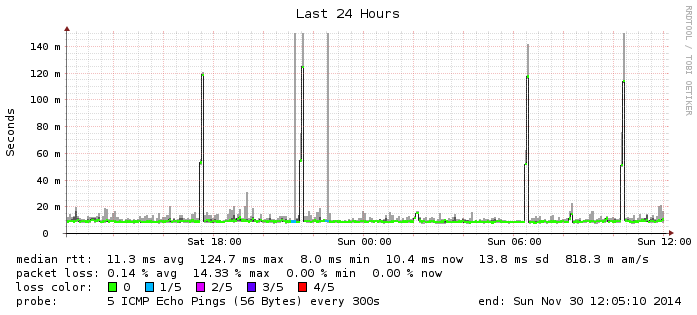 Last 24 Hours
RRDTOOL / TOBI OETIKER
Seconds
140 m
120 m
100 m
80 m
60 m
40 m
20 m
0
Sat 18:00 Sun 00:00 Sun 06:00 Sun 12:00
median rtt: 11.3 ms avg 124.7 ms max 8.0 ms min 10.4 ms now 13.8 ms sd 818.3 m am/s
packet loss: 0.14 % avg 14.33 % max 0.00 % min 0.00 % now
loss color: 0 1/5 2/5 3/5 4/5
probe: 5 ICMP Echo Pings (56 Bytes) every 300s end: Sun Nov 30 12:05:10 2014